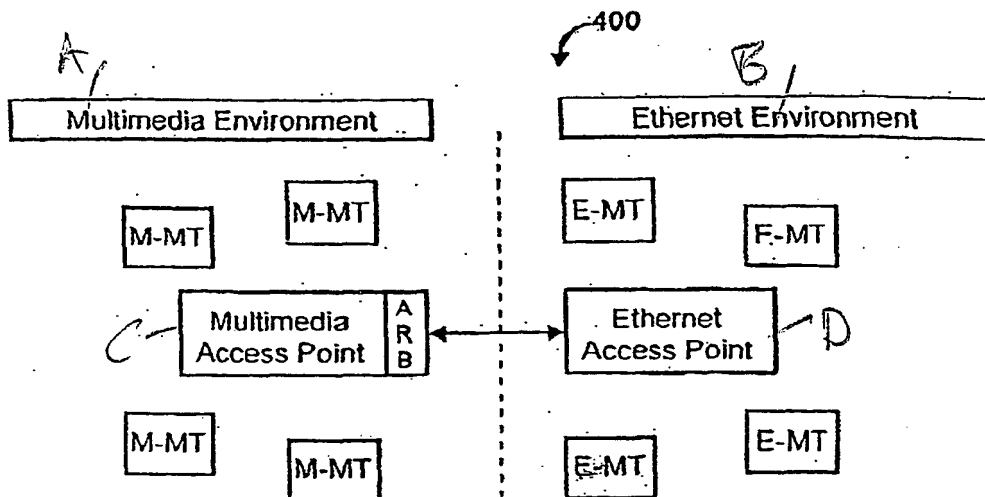 400
A
B
Multimedia Environment
Ethernet Environment
M-MT
M-MT
E-MT
F-MT
C
Multimedia
Access Point
A
R
B
Ethernet
Access Point
D
M-MT
M-MT
E-MT
E-MT